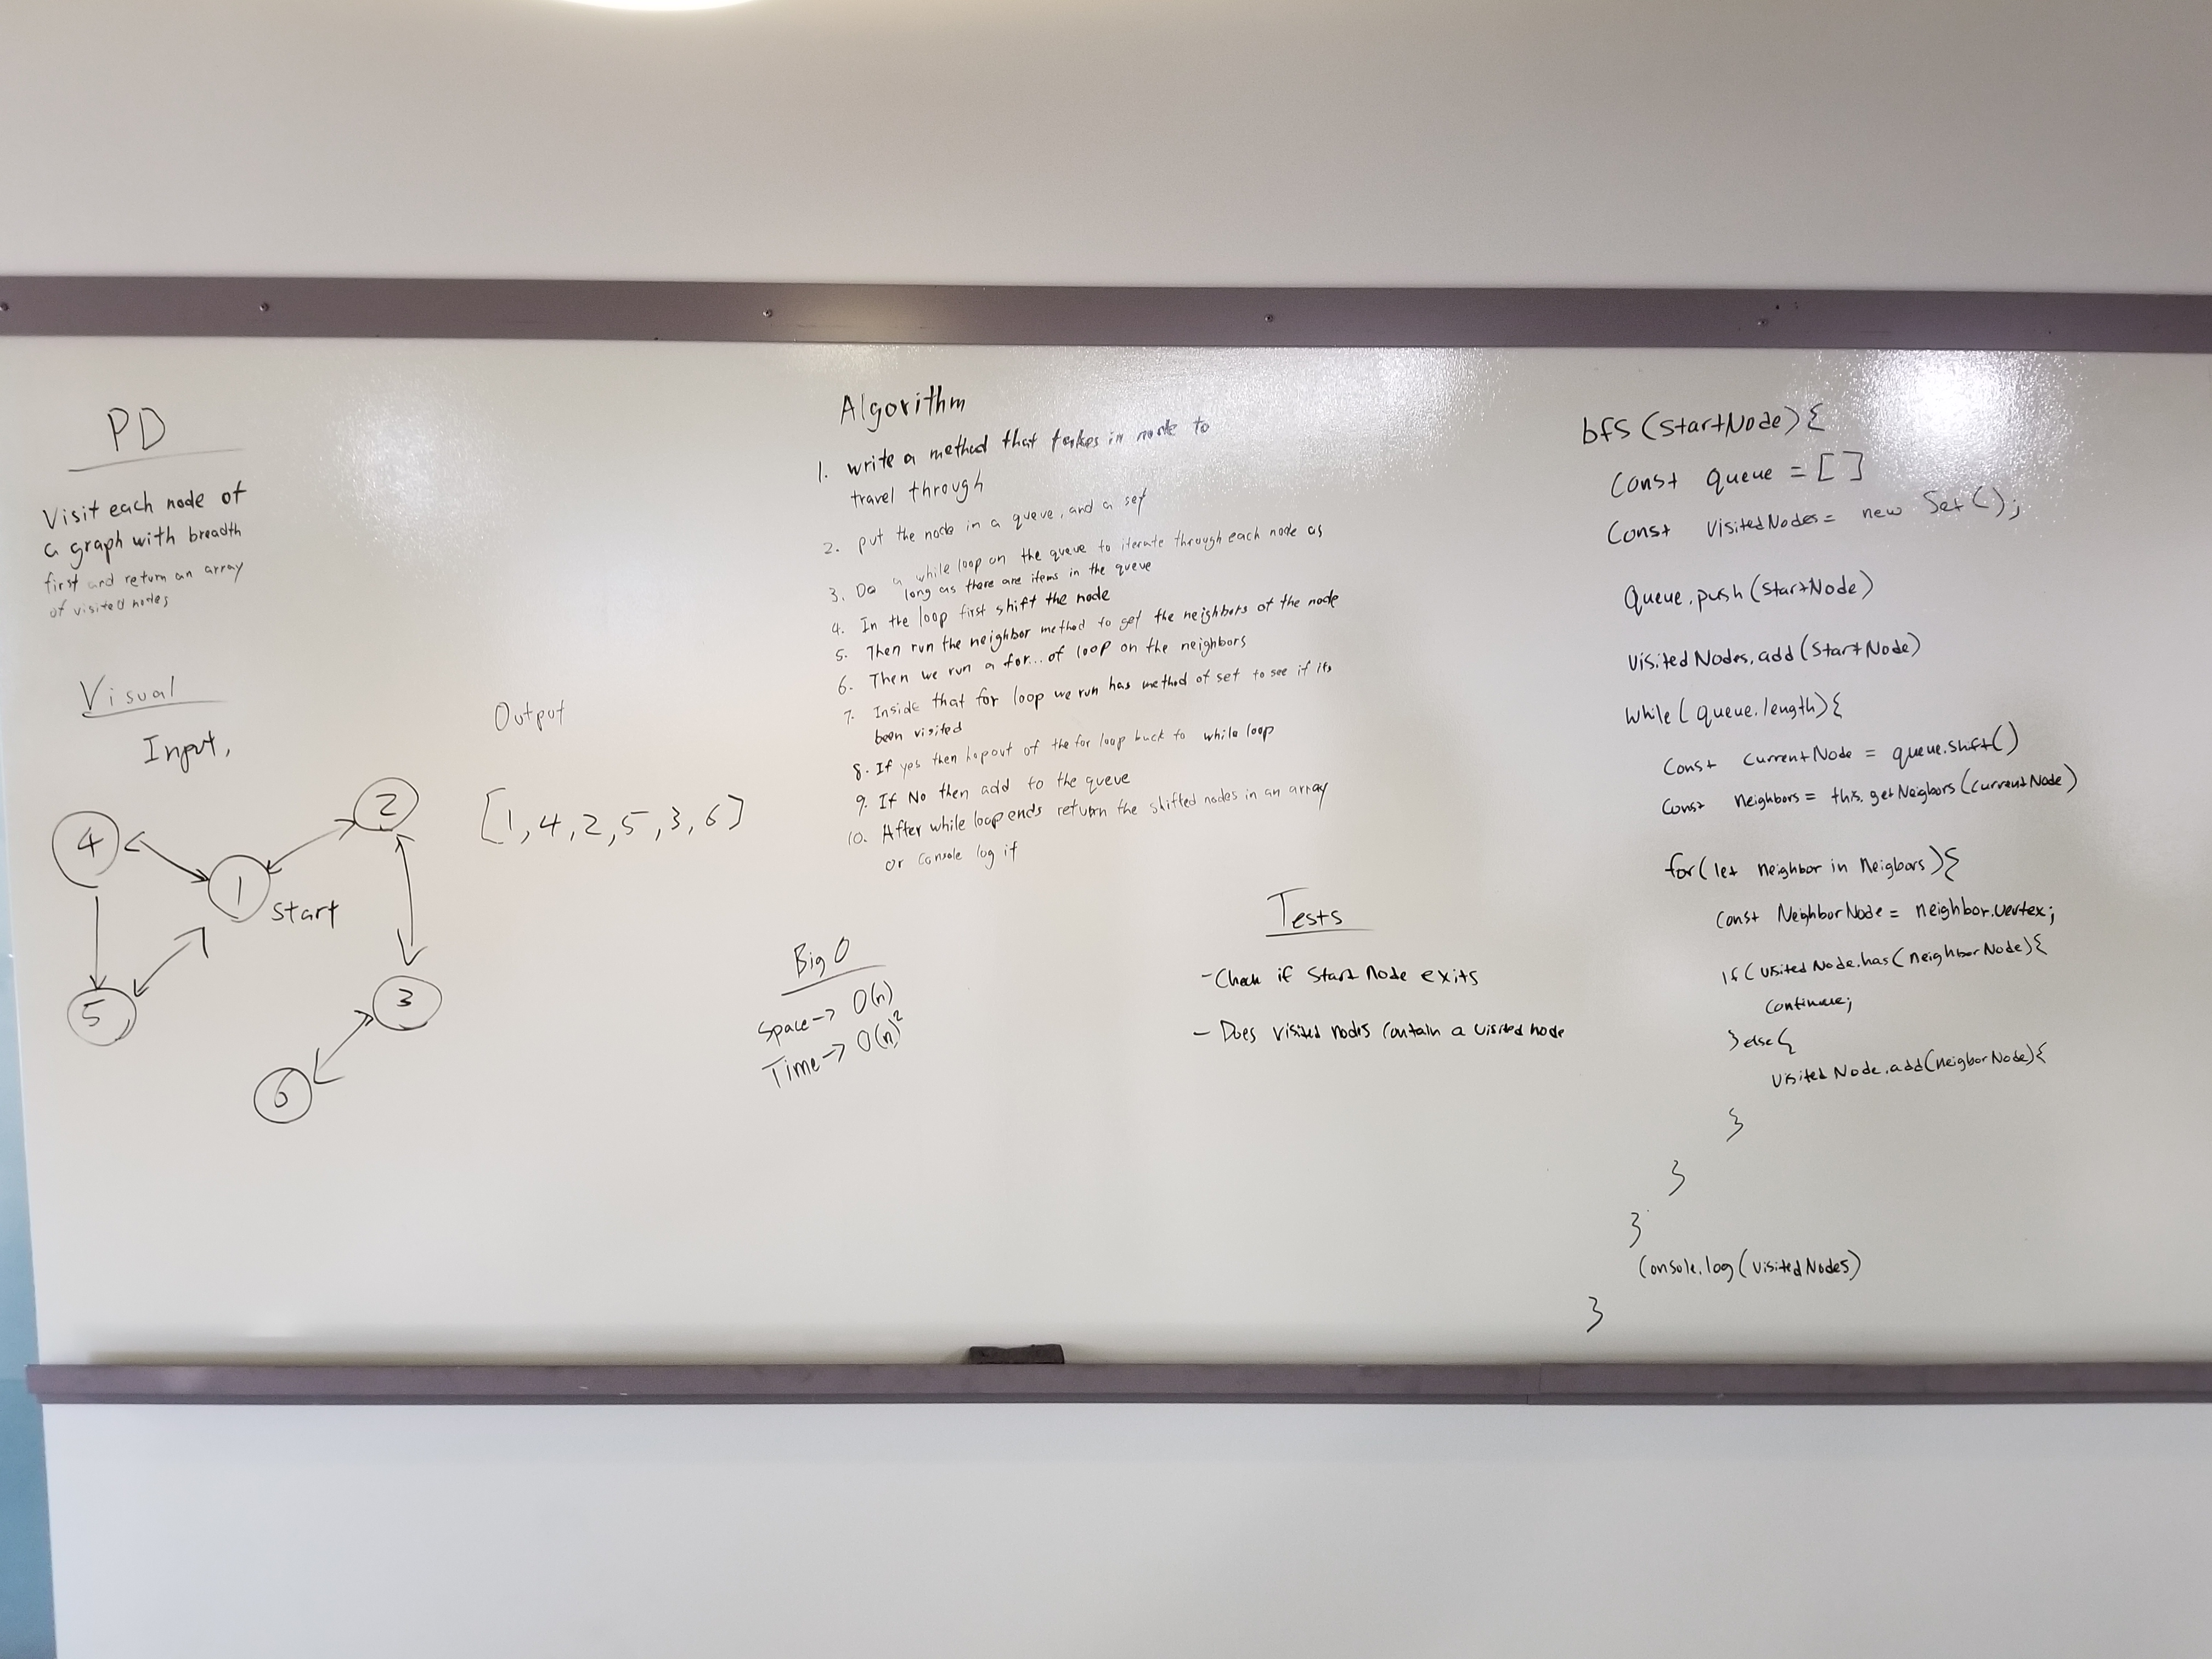 PD
Visit each node of
a graph with breadth
first and return an array
of visited nodes
Visual
Input,
4
2
1
start
5
3
6
Output
[1,4,2,5,3,6]
Algorithm
1. write a method that takes in node to
travel through
2. put the node in a queue, and a set
3. Do a while loop on the queue to iterate through each node as
long as there are items in the queue
4. In the loop first shift the node
5. Then run the neighbor method to get the neighbors of the node
6. Then we run a for...of loop on the neighbors
7. Inside that for loop we run has method of set to see if its
been visited
8. If yes then hop out of the for loop back to while loop
9. If No then add to the queue
10. After while loop ends return the shifted nodes in an array
or console log it
Big O
Space -> O(n)
Time -> O(n)²
Tests
- Check if Start Node exits
- Does visited nodes contain a visited node
bfs (StartNode){
Const queue = []
Const VisitedNodes = new Set();
Queue.push(StartNode)
VisitedNodes.add(StartNode)
While(queue.length){
Const currentNode = queue.shift()
Const neighbors = this.getNeigbors(currentNode)
for(let neighbor in Neigbors){
Const NeighborNode = neighbor.vertex;
if(visitedNode.has(neighborNode){
Continue;
}else{
VisitedNode.add(neigborNode){
}
}
}
Console.log(visitedNodes)
}